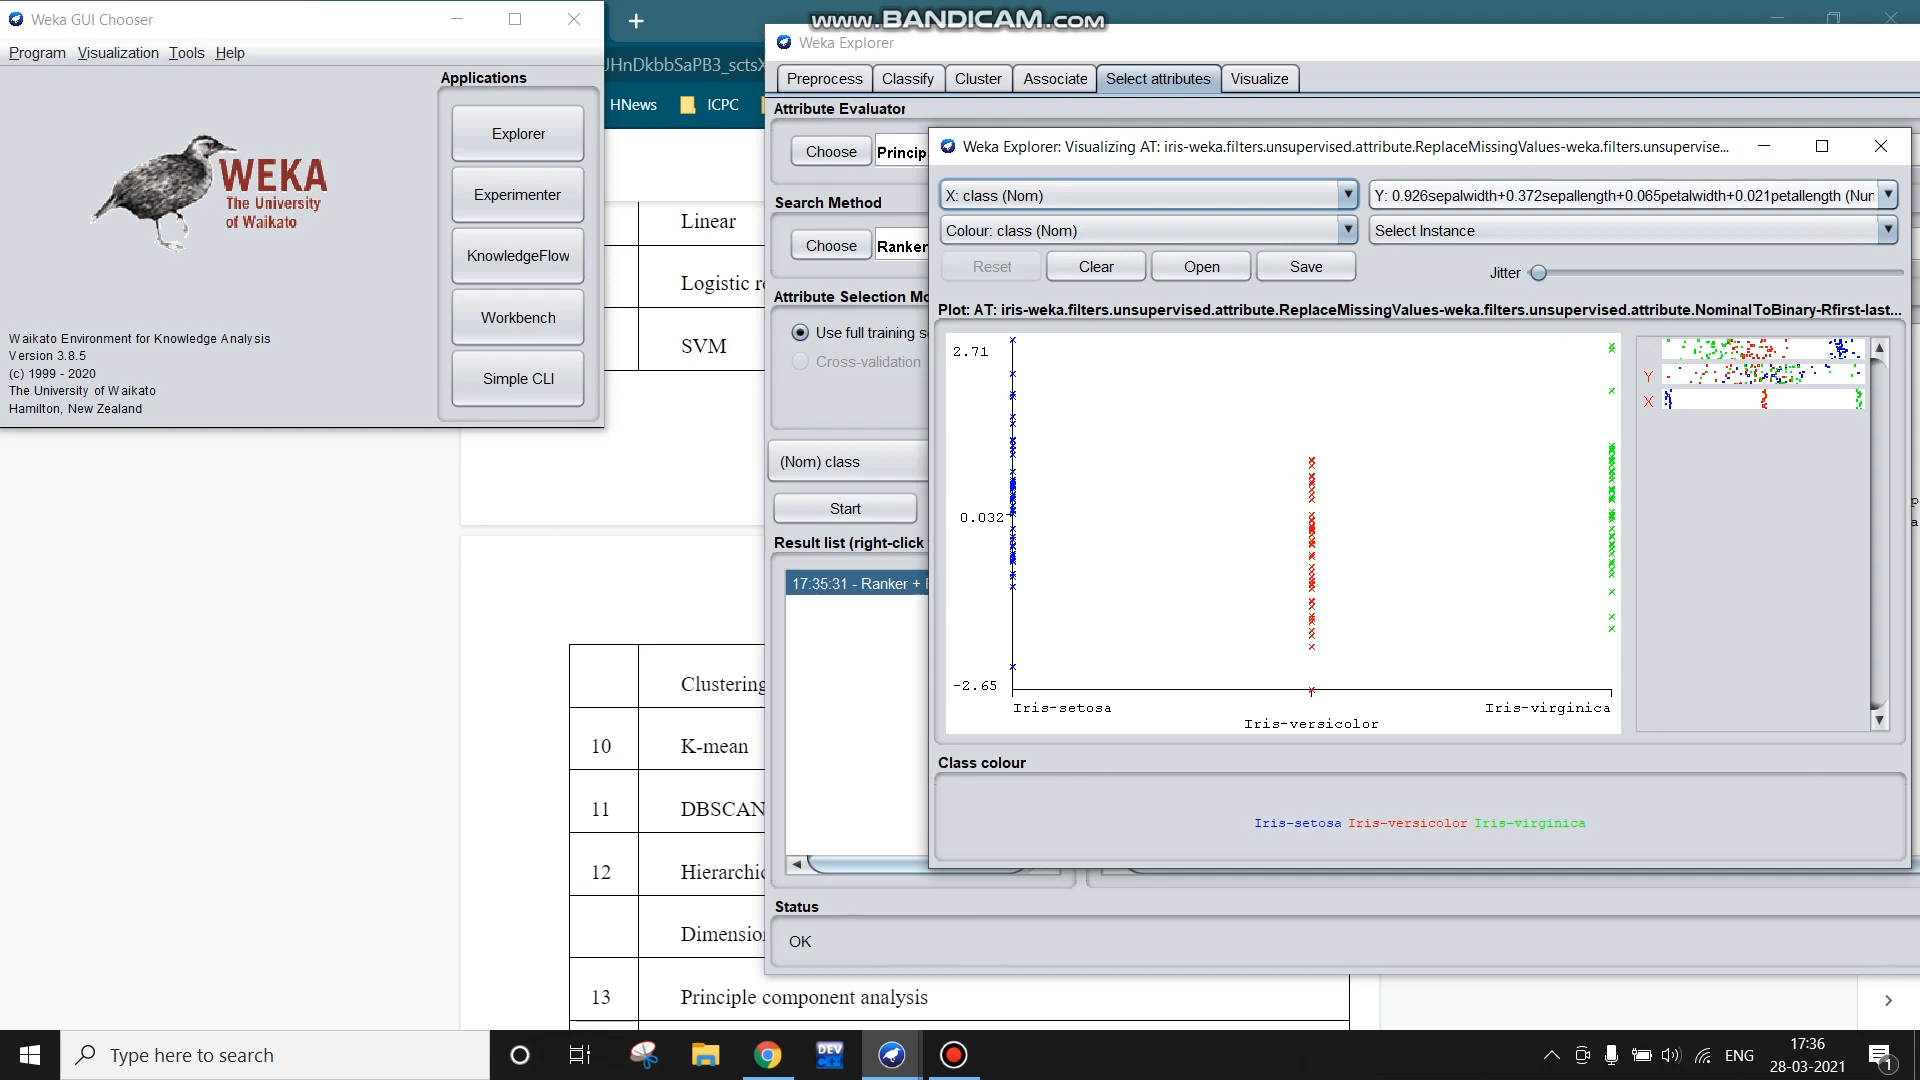 Weka GUI Chooser
Program Visualization Tools Help
WEKA
The University
of Waikato
Waikato Environment for Knowledge Analysis
Version 3.8.5
(c) 1999 - 2020
The University of Waikato
Hamilton, New Zealand
Applications
Explorer
Experimenter
KnowledgeFlow
Workbench
Simple CLI
www.BANDICAM.com
JHnDkbbSaPB3_sctsX
HNews ICPC
Linear
Logistic re
SVM
Clustering
10 K-mean
11 DBSCAN
12 Hierarchic
Dimension
13 Principle component analysis
Weka Explorer
Preprocess Classify Cluster Associate Select attributes Visualize
Attribute Evaluator
Choose Princip
Search Method
Choose Ranker
Attribute Selection Mo
Use full training s
Cross-validation
(Nom) class
Start
Result list (right-click
17:35:31 - Ranker +
Status
OK
Weka Explorer: Visualizing AT: iris-weka.filters.unsupervised.attribute.ReplaceMissingValues-weka.filters.unsupervise...
X: class (Nom) Y: 0.926sepalwidth+0.372sepallength+0.065petalwidth+0.021petallength (Num
Colour: class (Nom) Select Instance
Reset Clear Open Save Jitter
Plot: AT: iris-weka.filters.unsupervised.attribute.ReplaceMissingValues-weka.filters.unsupervised.attribute.NominalToBinary-Rfirst-last...
2.71
0.032
-2.65
Iris-setosa
Iris-versicolor
Iris-virginica
Y
X
Class colour
Iris-setosa Iris-versicolor Iris-virginica
Type here to search
DEV
ENG
17:36
28-03-2021
1